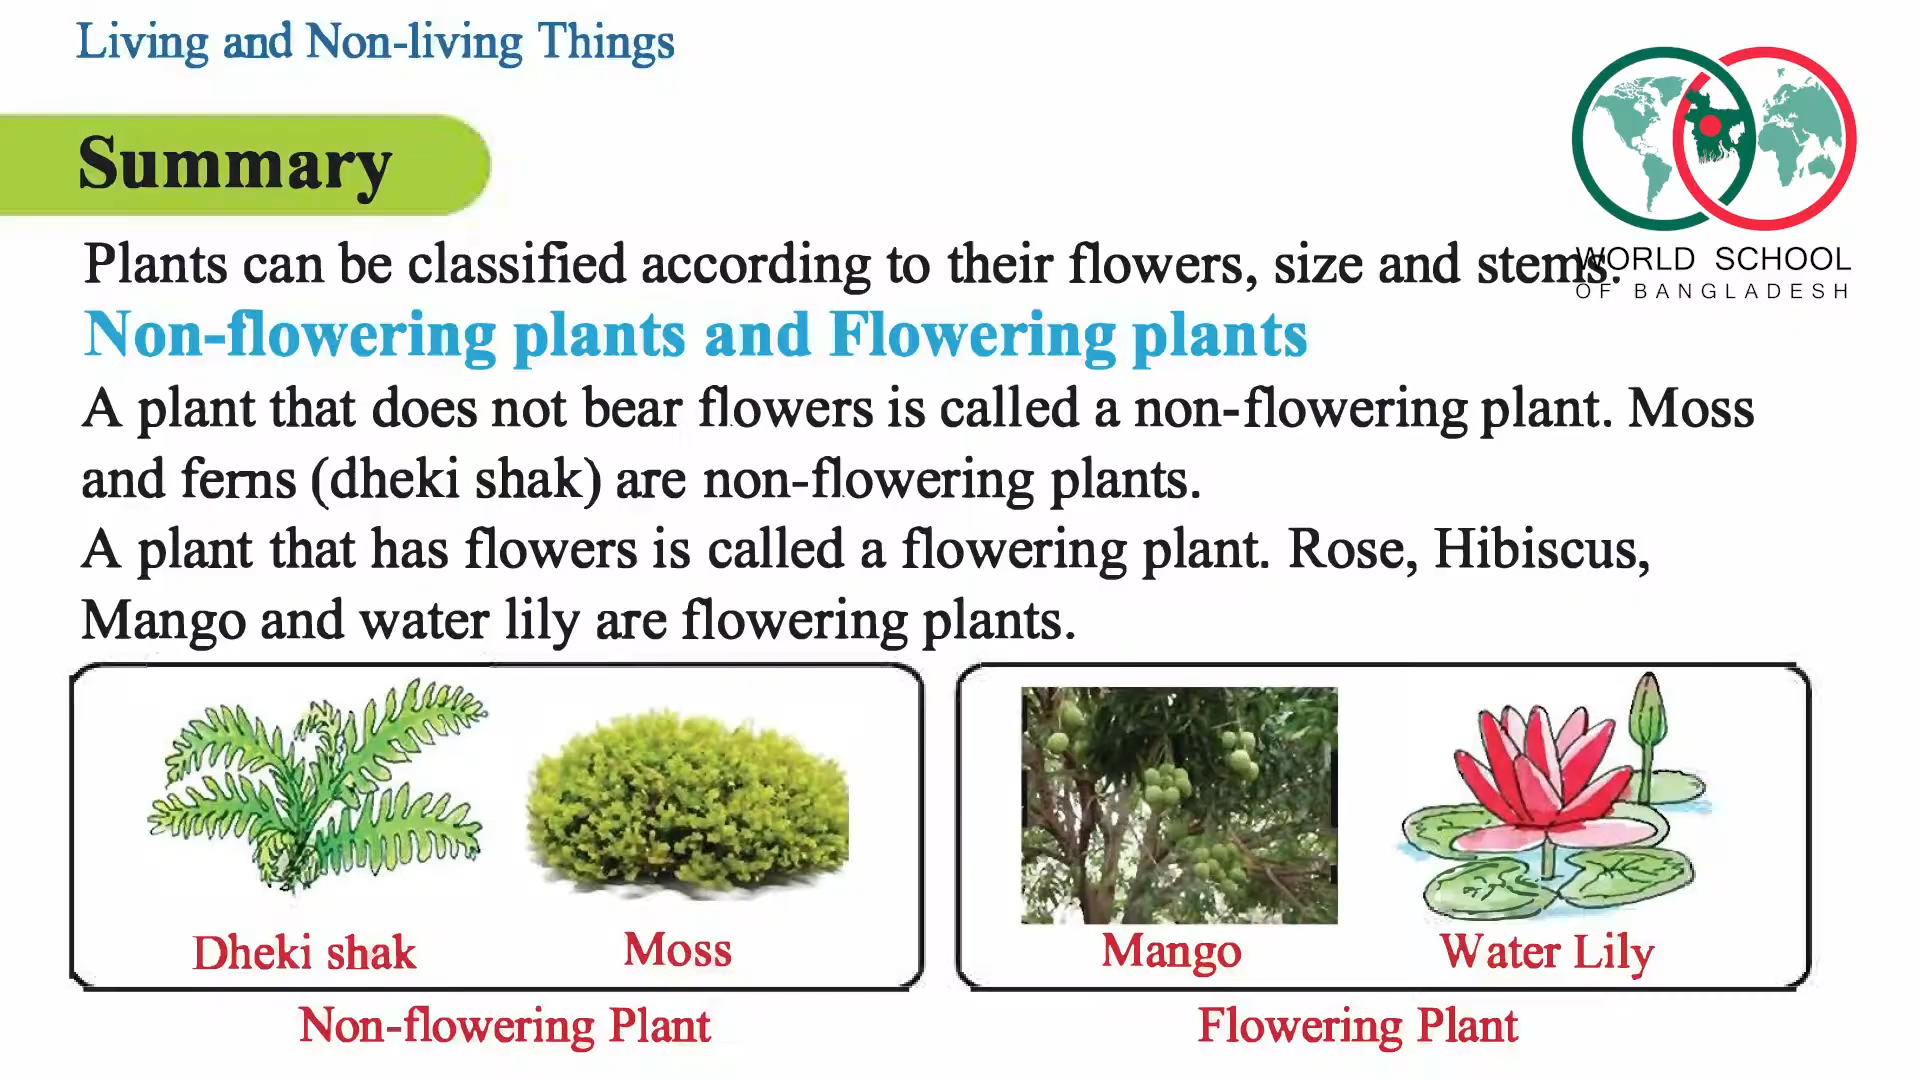 Living and Non-living Things
Summary
WORLD SCHOOL
OF BANGLADESH
Plants can be classified according to their flowers, size and stems.
Non-flowering plants and Flowering plants
A plant that does not bear flowers is called a non-flowering plant. Moss
and ferns (dheki shak) are non-flowering plants.
A plant that has flowers is called a flowering plant. Rose, Hibiscus,
Mango and water lily are flowering plants.
Dheki shak
Moss
Mango
Water Lily
Non-flowering Plant
Flowering Plant